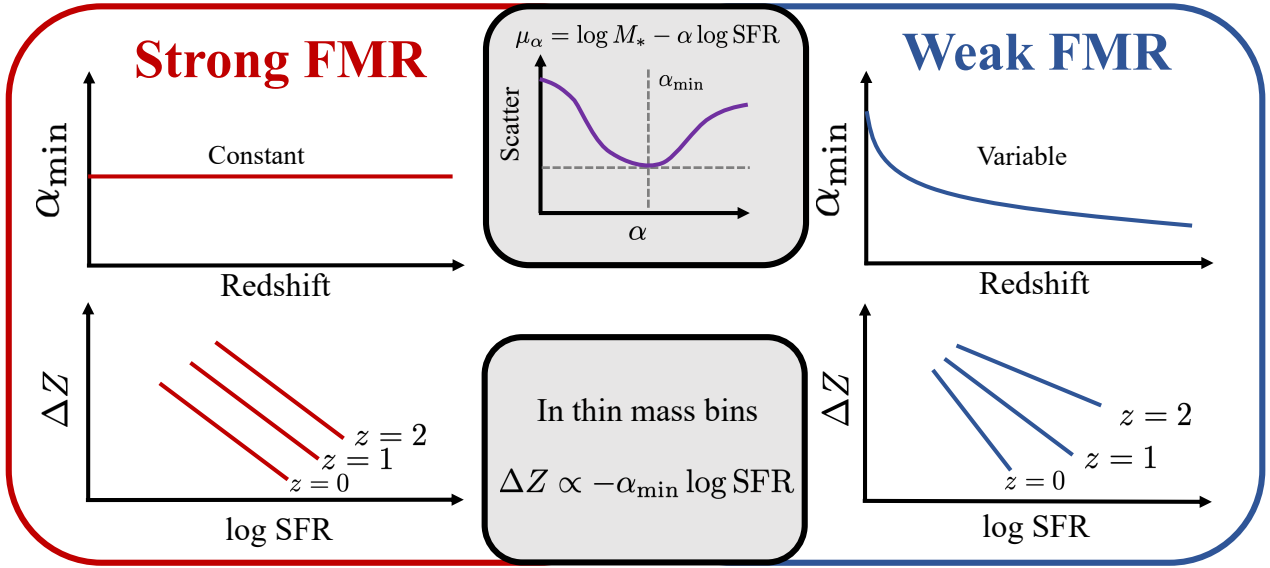 Strong FMR
α_min
Constant
Redshift
ΔZ
z = 2
z = 1
z = 0
log SFR
μ_α = log M_* − α log SFR
Scatter
α_min
α
In thin mass bins
ΔZ ∝ −α_min log SFR
Weak FMR
α_min
Variable
Redshift
ΔZ
z = 2
z = 1
z = 0
log SFR